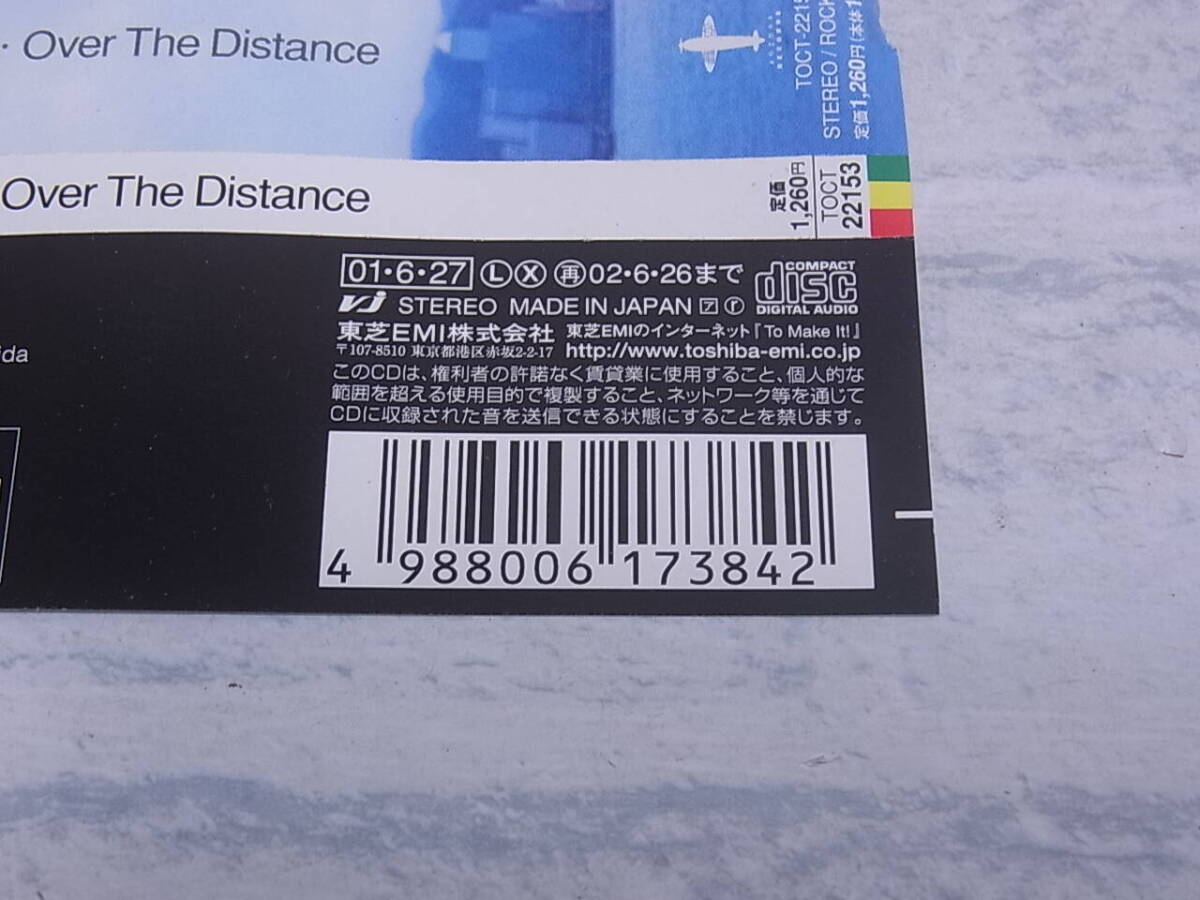 · Over The Distance
RECORDS
TOCT-2215
STEREO / ROCK
定価1,260円(本体1
Over The Distance
定価
1,260円
TOCT
22153
01・6・27 Ⓛ Ⓧ ㊢02・6・26まで
COMPACT
disc
DIGITAL AUDIO
VJ STEREO MADE IN JAPAN ア ⓡ
東芝EMI株式会社 東芝EMIのインターネット『To Make It!』
〒107-8510 東京都港区赤坂2-2-17 http://www.toshiba-emi.co.jp
このCDは、権利者の許諾なく賃貸業に使用すること、個人的な
範囲を超える使用目的で複製すること、ネットワーク等を通じて
CDに収録された音を送信できる状態にすることを禁じます。
ida
4 988006 173842